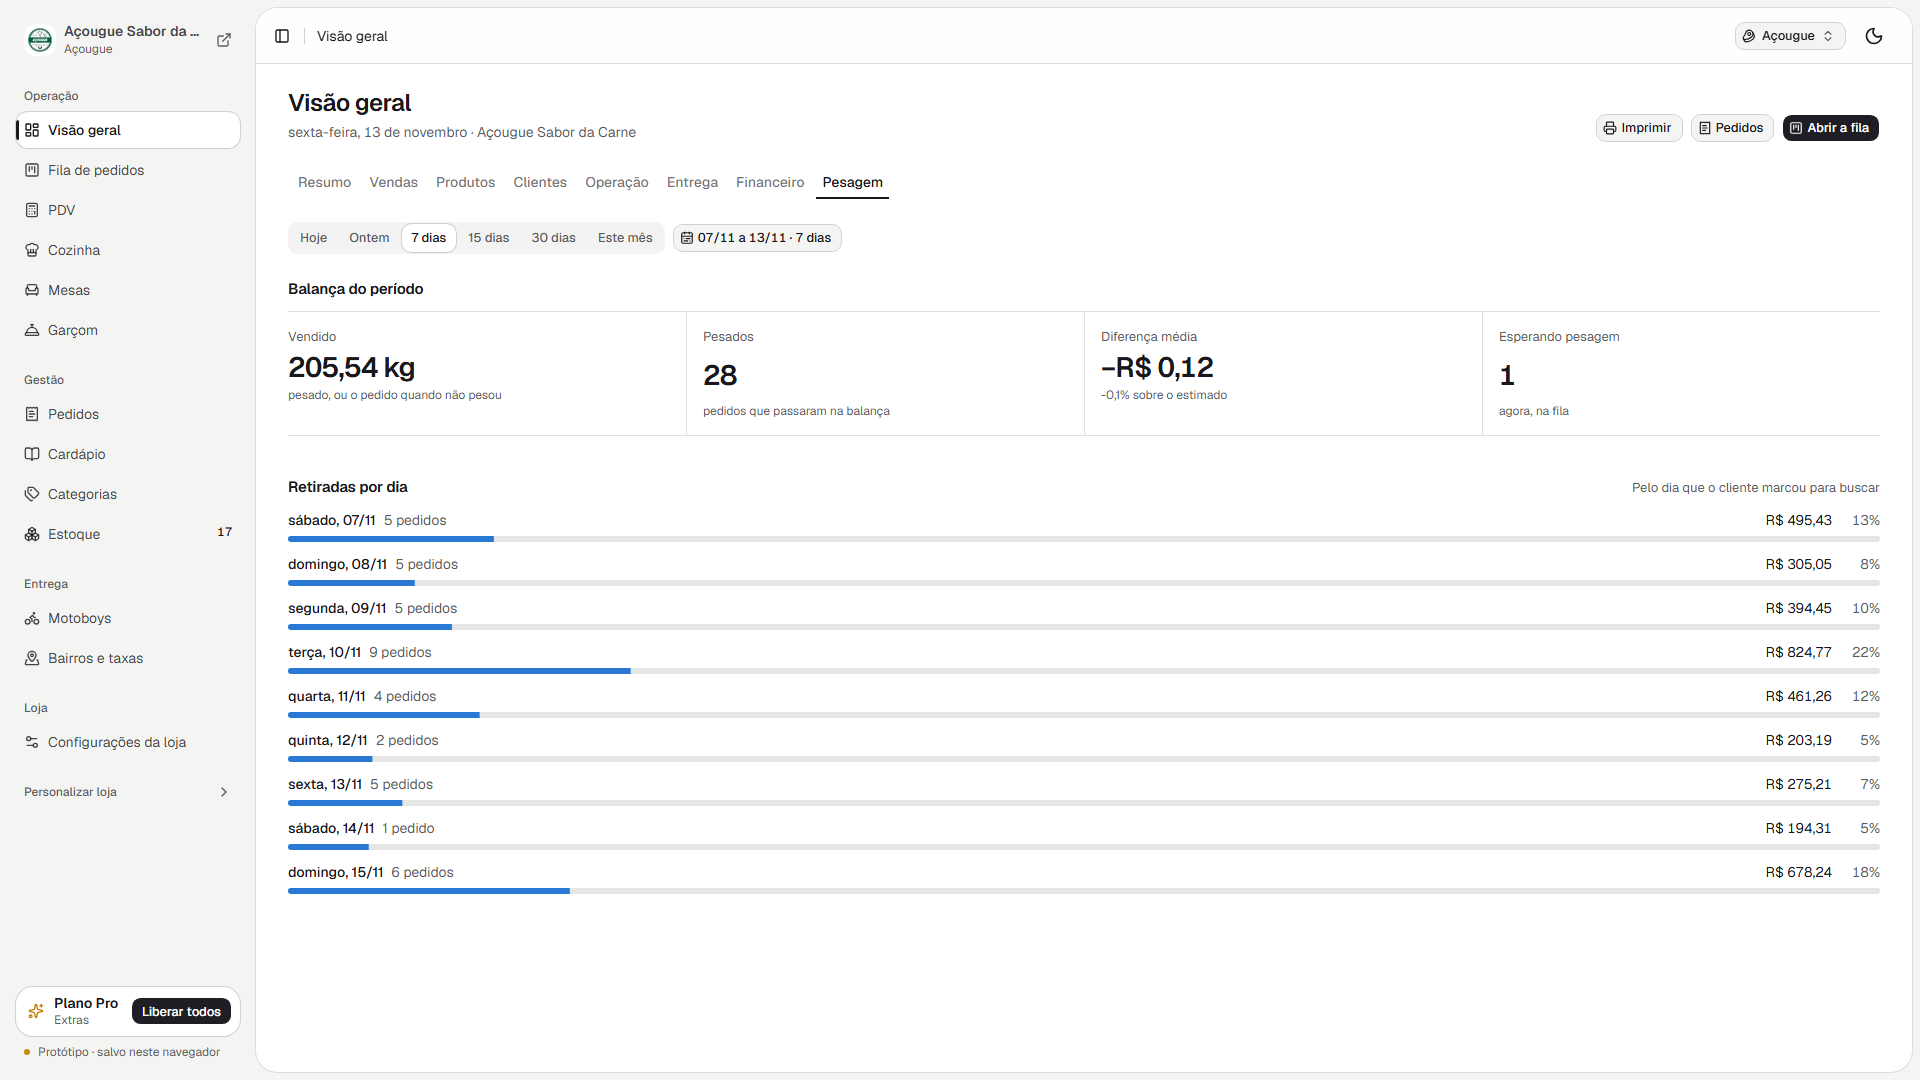 Açougue Sabor da ...
Açougue
Operação
Visão geral
Fila de pedidos
PDV
Cozinha
Mesas
Garçom
Gestão
Pedidos
Cardápio
Categorias
Estoque 17
Entrega
Motoboys
Bairros e taxas
Loja
Configurações da loja
Personalizar loja
Plano Pro
Extras
Liberar todos
Protótipo · salvo neste navegador
Visão geral
Açougue
Visão geral
sexta-feira, 13 de novembro · Açougue Sabor da Carne
Imprimir Pedidos Abrir a fila
Resumo Vendas Produtos Clientes Operação Entrega Financeiro Pesagem
Hoje Ontem 7 dias 15 dias 30 dias Este mês 07/11 a 13/11 · 7 dias
Balança do período
Vendido
205,54 kg
pesado, ou o pedido quando não pesou
Pesados
28
pedidos que passaram na balança
Diferença média
−R$ 0,12
-0,1% sobre o estimado
Esperando pesagem
1
agora, na fila
Retiradas por dia
Pelo dia que o cliente marcou para buscar
sábado, 07/11 5 pedidos R$ 495,43 13%
domingo, 08/11 5 pedidos R$ 305,05 8%
segunda, 09/11 5 pedidos R$ 394,45 10%
terça, 10/11 9 pedidos R$ 824,77 22%
quarta, 11/11 4 pedidos R$ 461,26 12%
quinta, 12/11 2 pedidos R$ 203,19 5%
sexta, 13/11 5 pedidos R$ 275,21 7%
sábado, 14/11 1 pedido R$ 194,31 5%
domingo, 15/11 6 pedidos R$ 678,24 18%